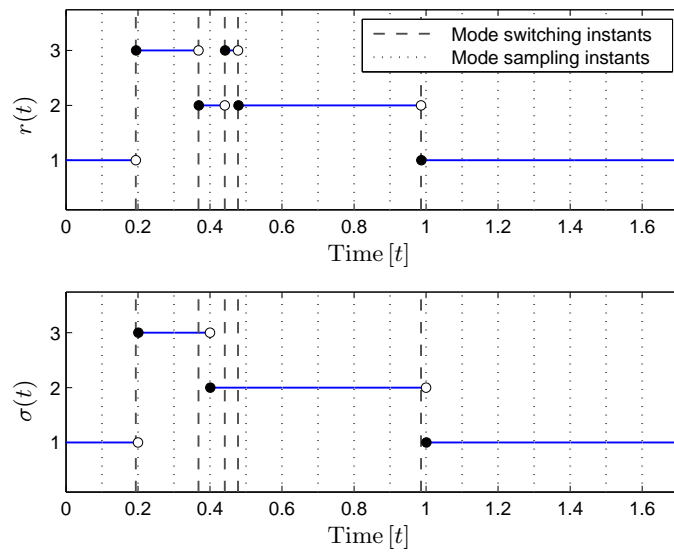 Mode switching instants
Mode sampling instants
r(t)
3
2
1
0 0.2 0.4 0.6 0.8 1 1.2 1.4 1.6
Time [t]
σ(t)
3
2
1
0 0.2 0.4 0.6 0.8 1 1.2 1.4 1.6
Time [t]